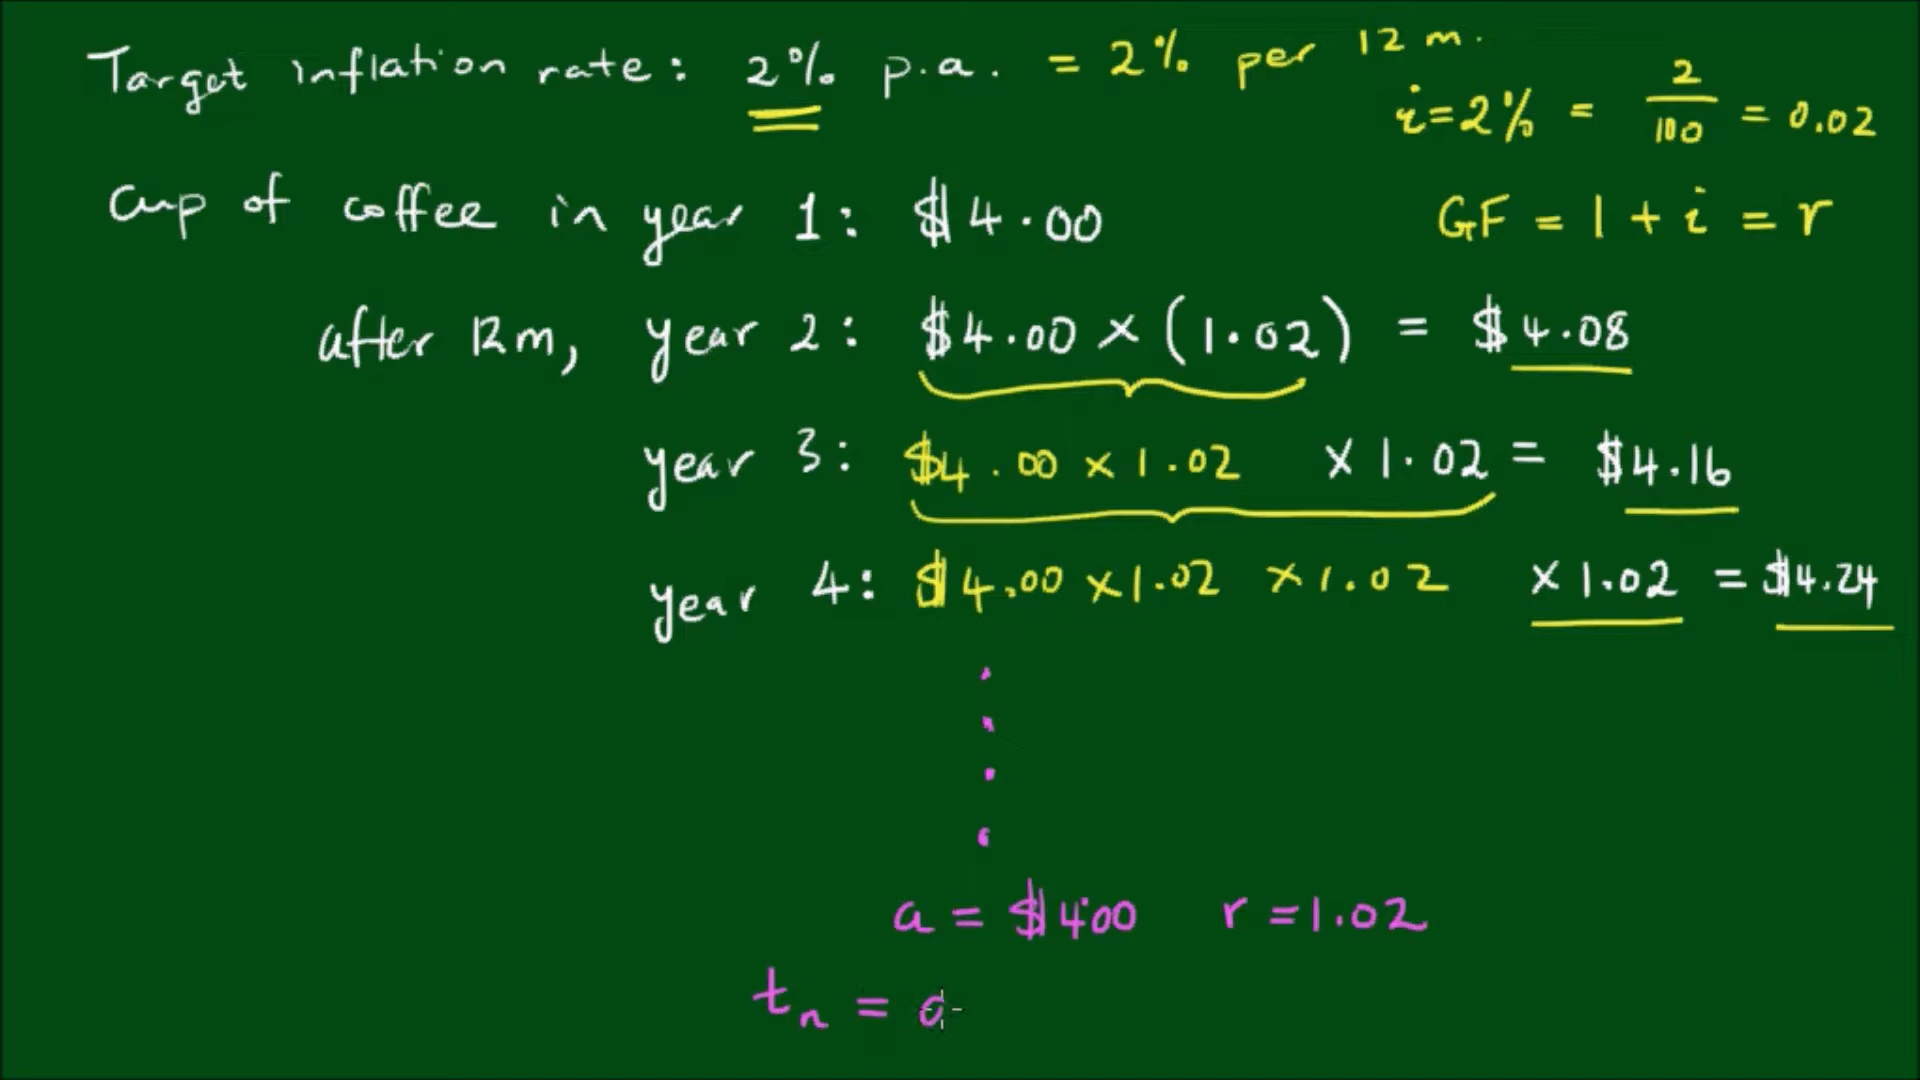 Target inflation rate: 2% p.a. = 2% per 12 m.
i=2% = 2/100 = 0.02
Cup of coffee in year 1: $4.00
GF = 1 + i = r
after 12m, year 2: $4.00 × (1.02) = $4.08
year 3: $4.00 × 1.02 × 1.02 = $4.16
year 4: $4.00 × 1.02 × 1.02 × 1.02 = $4.24
a = $4.00 r = 1.02
tn = a